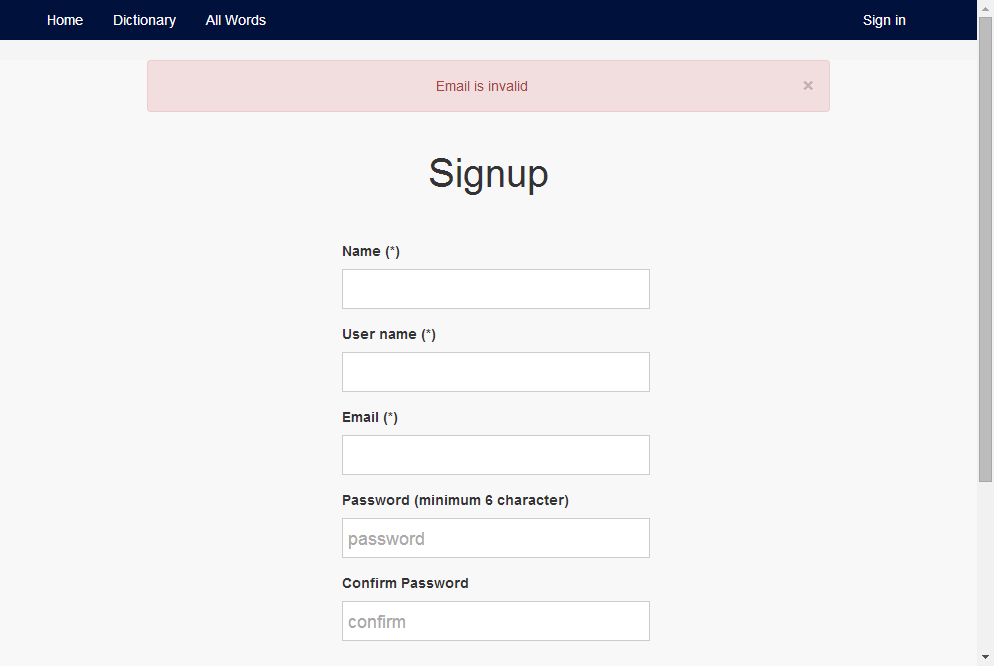 Home Dictionary All Words Sign in
Email is invalid ×
Signup
Name (*)
User name (*)
Email (*)
Password (minimum 6 character)
password
Confirm Password
confirm